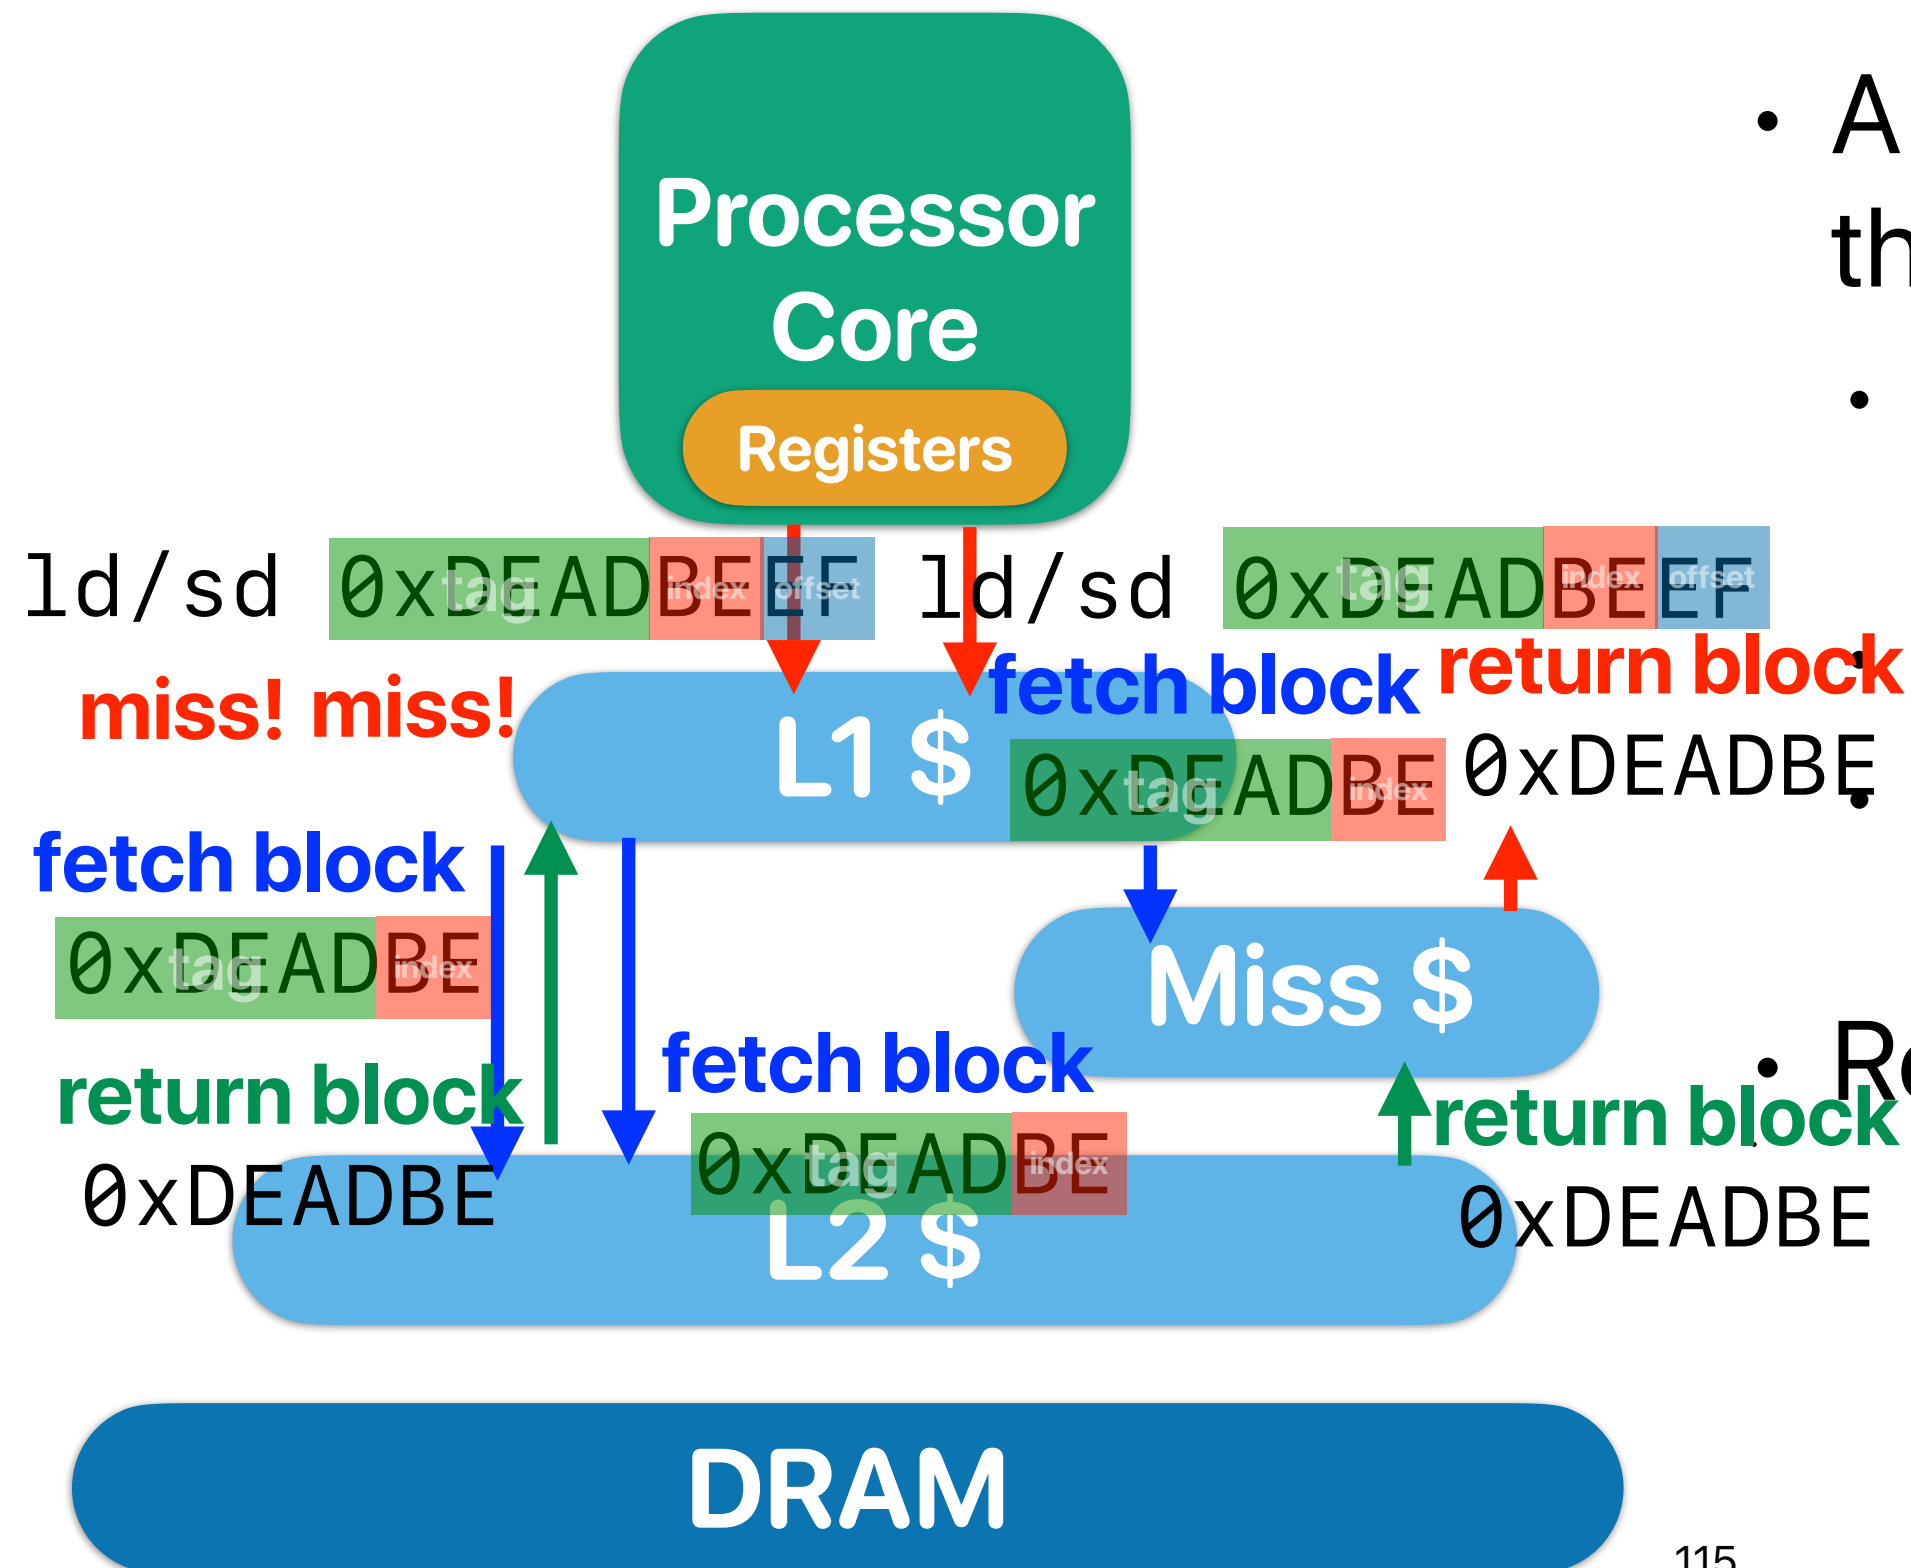 Processor
Core
Registers
• A
th
•
ld/sd 0xDEADBEEF
tag index offset
ld/sd 0xDEADBEEF
tag index offset
miss! miss!
fetch block
return block
L1 $
0xDEADBE
tag index
0xDEADBE
fetch block
0xDEADBE
tag index
Miss $
return block
0xDEADBE
fetch block
0xDEADBE
tag index
• Re
return block
0xDEADBE
L2 $
DRAM
115